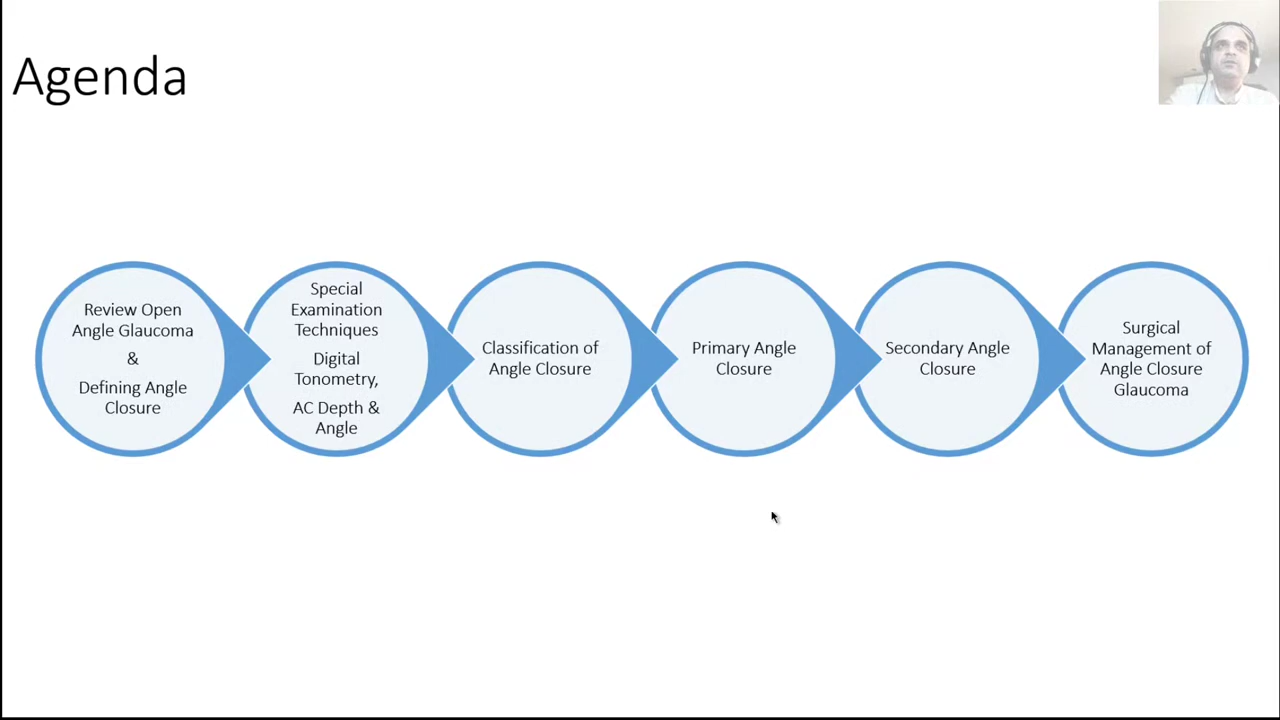 Agenda
Review Open
Angle Glaucoma
&
Defining Angle
Closure
Special
Examination
Techniques
Digital
Tonometry,
AC Depth &
Angle
Classification of
Angle Closure
Primary Angle
Closure
Secondary Angle
Closure
Surgical
Management of
Angle Closure
Glaucoma